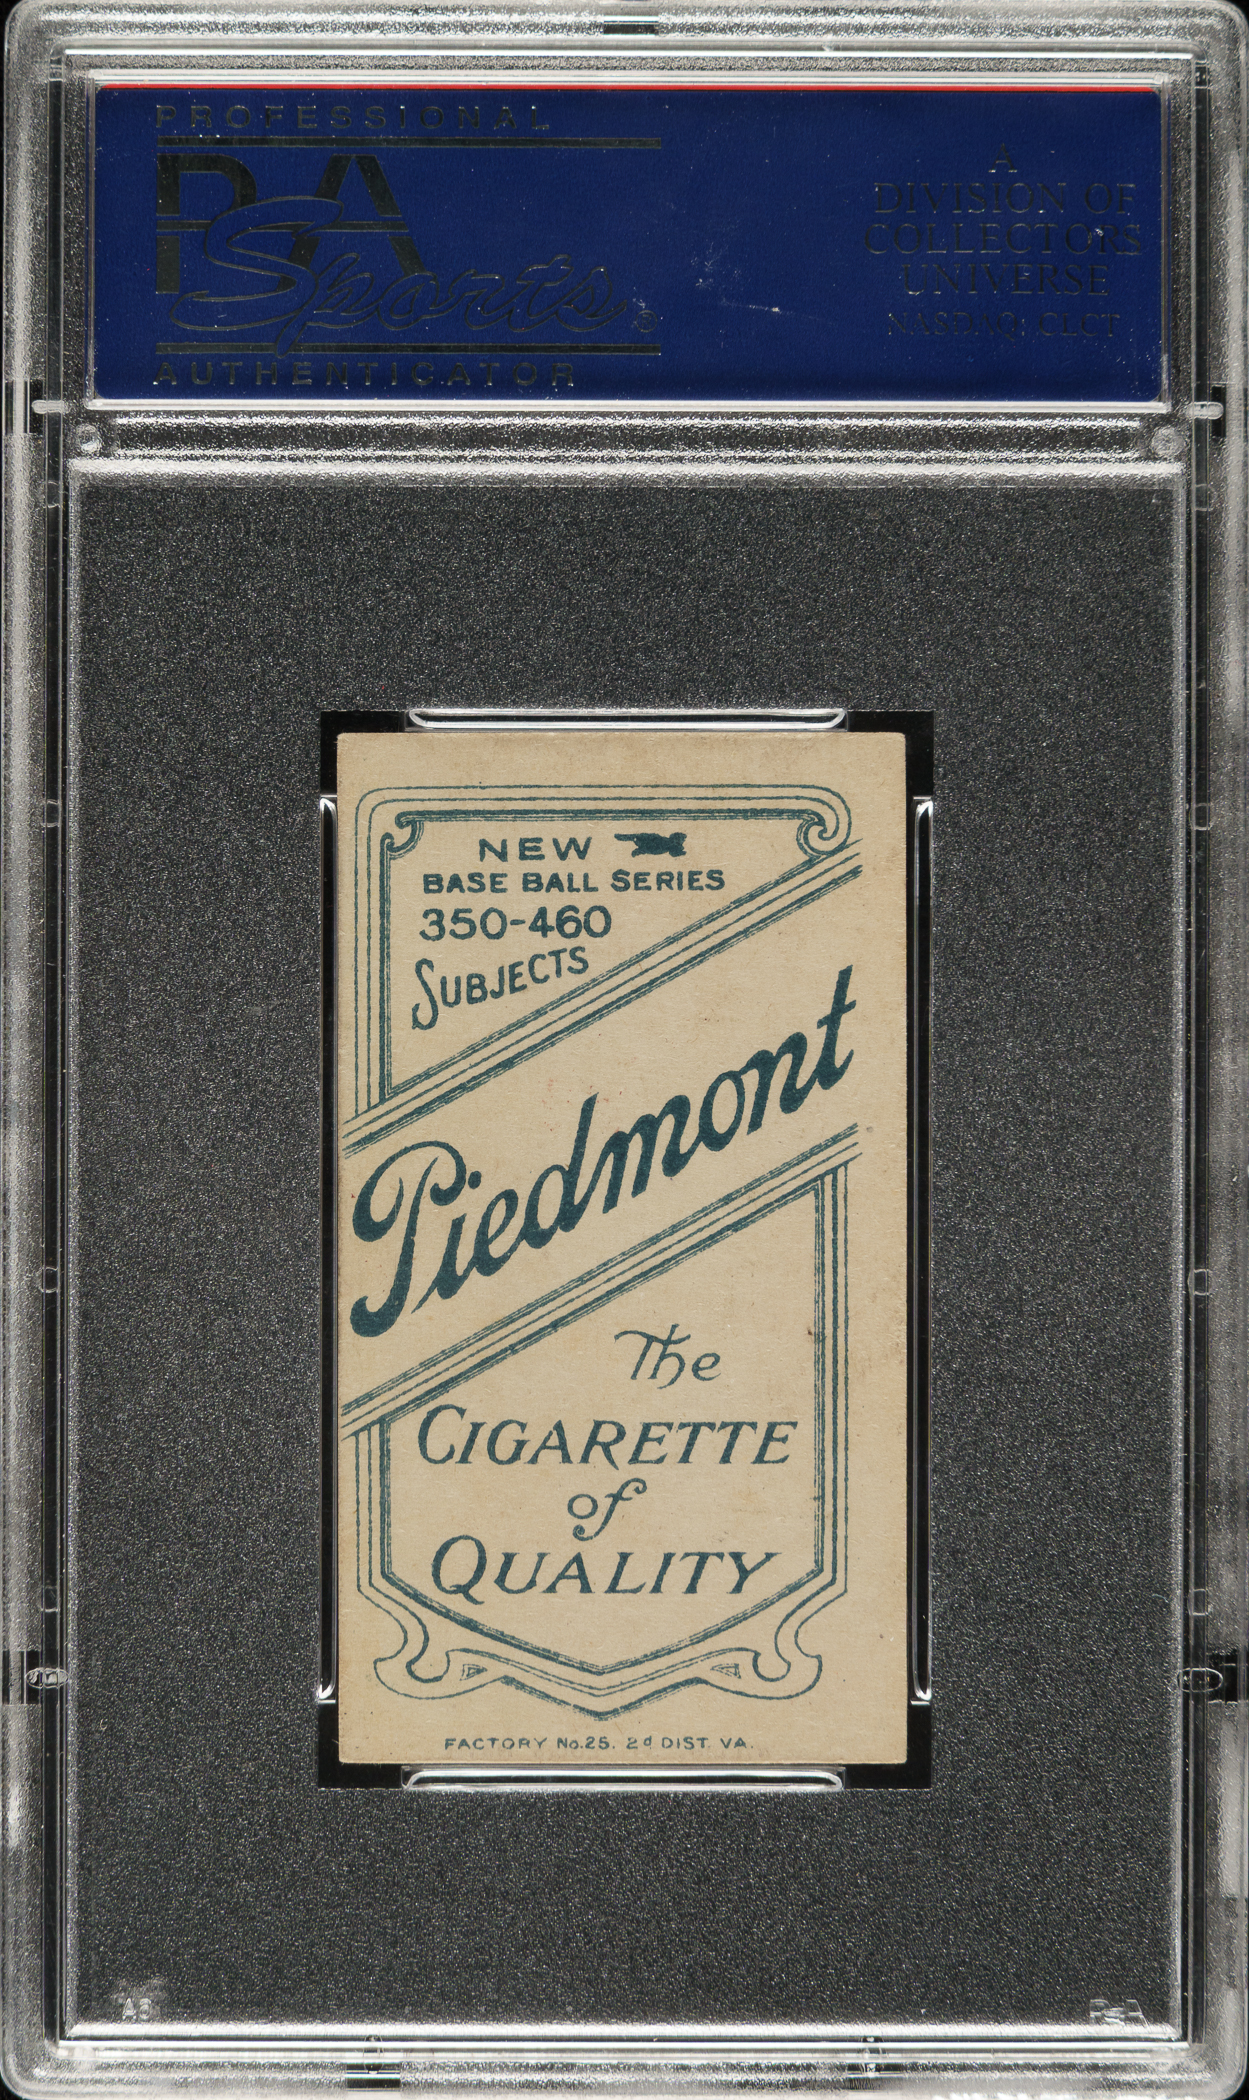 PROFESSIONAL
PSA
Sports®
AUTHENTICATOR
A
DIVISION OF
COLLECTORS
UNIVERSE
NASDAQ: CLCT
NEW
BASE BALL SERIES
350-460
SUBJECTS
Piedmont
The
CIGARETTE
of
QUALITY
FACTORY No. 25. 2d DIST. VA.
PSA